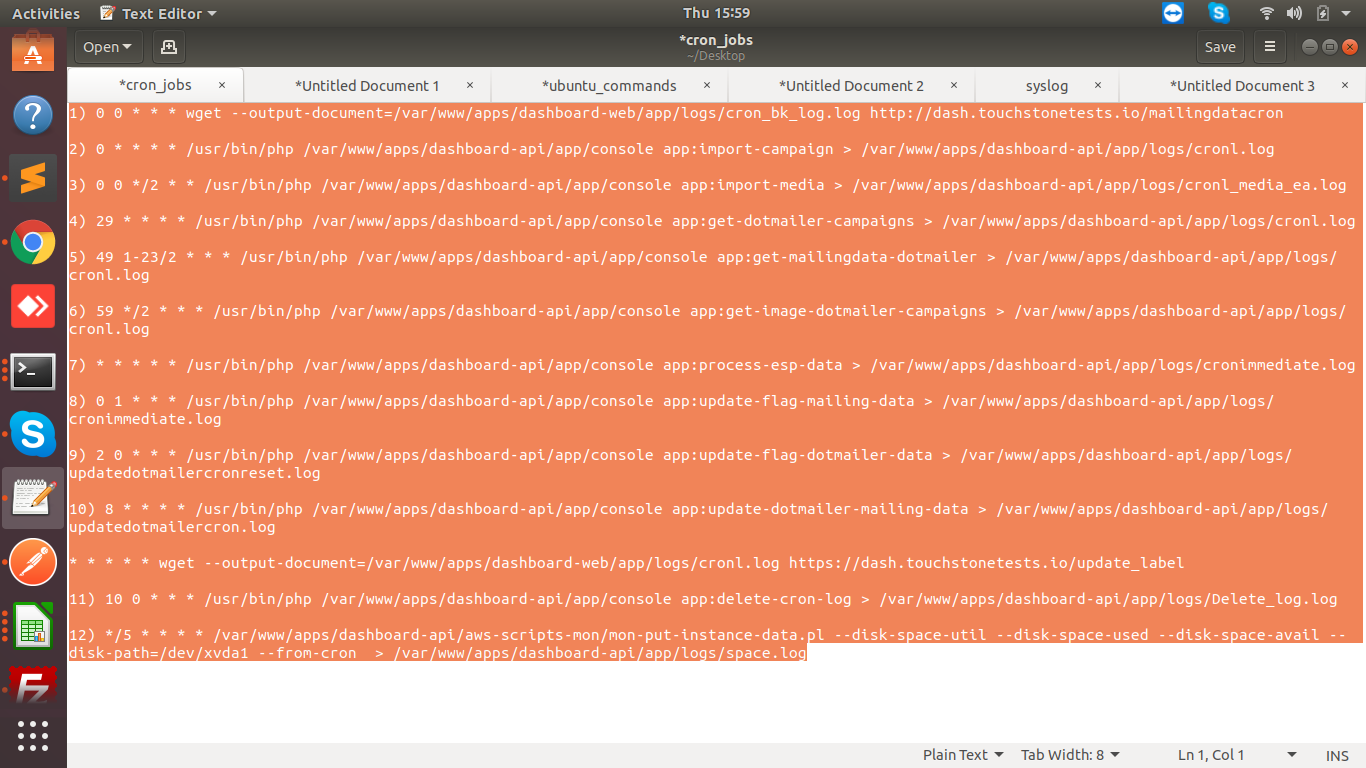 Activities Text Editor Thu 15:59
Open *cron_jobs Save
~/Desktop
*cron_jobs × *Untitled Document 1 × *ubuntu_commands × *Untitled Document 2 × syslog × *Untitled Document 3 ×
1) 0 0 * * * wget --output-document=/var/www/apps/dashboard-web/app/logs/cron_bk_log.log http://dash.touchstonetests.io/mailingdatacron
2) 0 * * * * /usr/bin/php /var/www/apps/dashboard-api/app/console app:import-campaign > /var/www/apps/dashboard-api/app/logs/cronl.log
3) 0 0 */2 * * /usr/bin/php /var/www/apps/dashboard-api/app/console app:import-media > /var/www/apps/dashboard-api/app/logs/cronl_media_ea.log
4) 29 * * * * /usr/bin/php /var/www/apps/dashboard-api/app/console app:get-dotmailer-campaigns > /var/www/apps/dashboard-api/app/logs/cronl.log
5) 49 1-23/2 * * * /usr/bin/php /var/www/apps/dashboard-api/app/console app:get-mailingdata-dotmailer > /var/www/apps/dashboard-api/app/logs/
cronl.log
6) 59 */2 * * * /usr/bin/php /var/www/apps/dashboard-api/app/console app:get-image-dotmailer-campaigns > /var/www/apps/dashboard-api/app/logs/
cronl.log
7) * * * * * /usr/bin/php /var/www/apps/dashboard-api/app/console app:process-esp-data > /var/www/apps/dashboard-api/app/logs/cronimmediate.log
8) 0 1 * * * /usr/bin/php /var/www/apps/dashboard-api/app/console app:update-flag-mailing-data > /var/www/apps/dashboard-api/app/logs/
cronimmediate.log
9) 2 0 * * * /usr/bin/php /var/www/apps/dashboard-api/app/console app:update-flag-dotmailer-data > /var/www/apps/dashboard-api/app/logs/
updatedotmailercronreset.log
10) 8 * * * * /usr/bin/php /var/www/apps/dashboard-api/app/console app:update-dotmailer-mailing-data > /var/www/apps/dashboard-api/app/logs/
updatedotmailercron.log
* * * * * wget --output-document=/var/www/apps/dashboard-web/app/logs/cronl.log https://dash.touchstonetests.io/update_label
11) 10 0 * * * /usr/bin/php /var/www/apps/dashboard-api/app/console app:delete-cron-log > /var/www/apps/dashboard-api/app/logs/Delete_log.log
12) */5 * * * * /var/www/apps/dashboard-api/aws-scripts-mon/mon-put-instance-data.pl --disk-space-util --disk-space-used --disk-space-avail --
disk-path=/dev/xvda1 --from-cron  > /var/www/apps/dashboard-api/app/logs/space.log
Plain Text Tab Width: 8 Ln 1, Col 1 INS